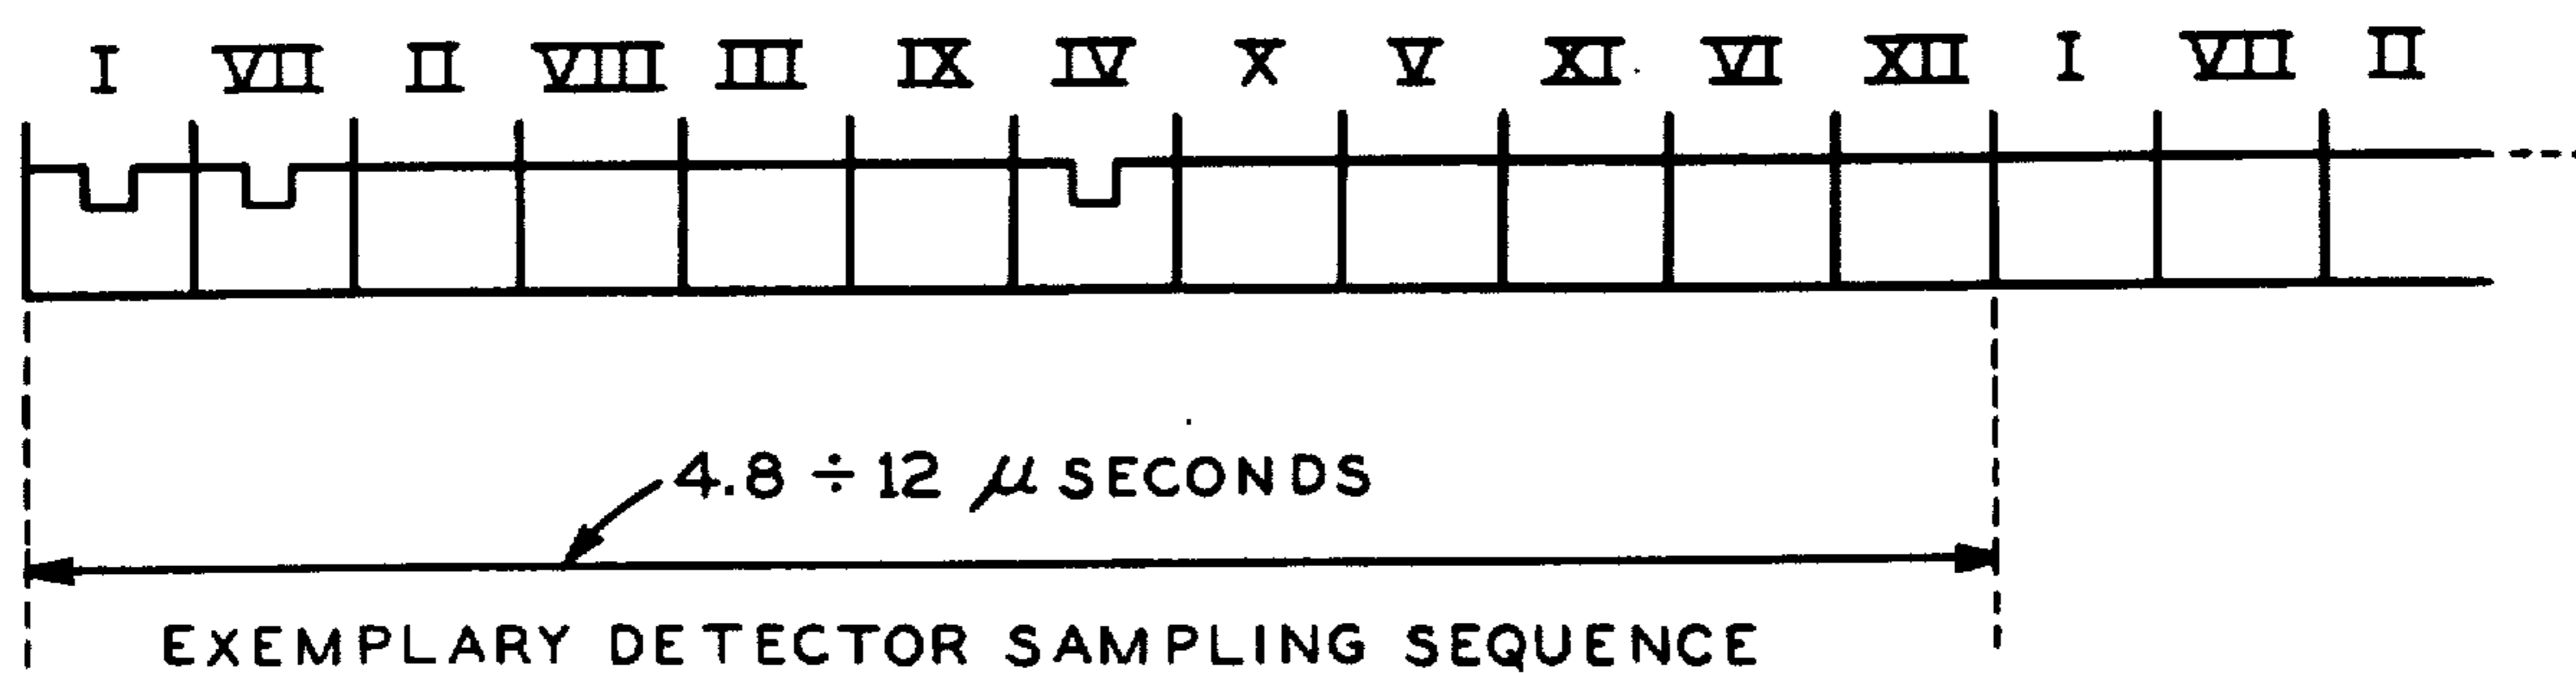 I VII II VIII III IX IV X V XI VI XII I VII II
4.8 ÷ 12 μ SECONDS
EXEMPLARY DETECTOR SAMPLING SEQUENCE